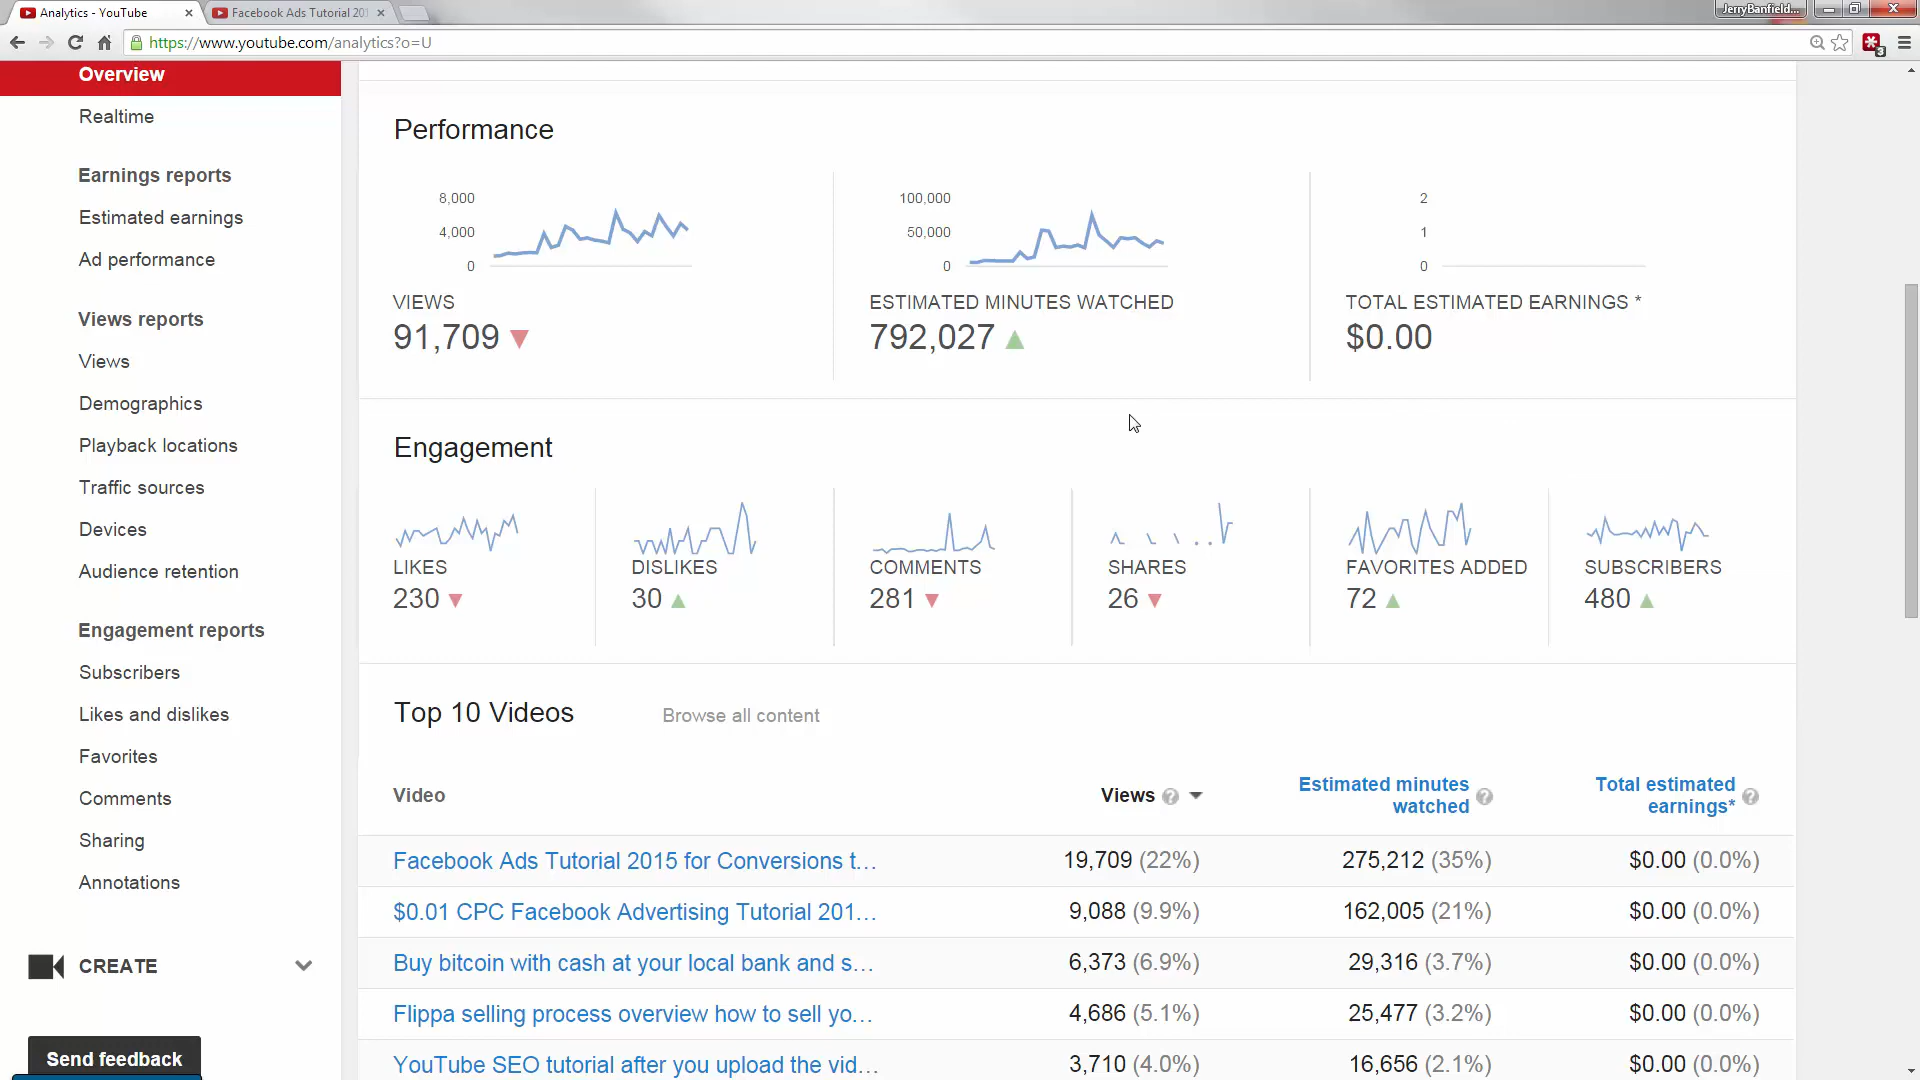 Analytics - YouTube
Facebook Ads Tutorial 201
JerryBanfield...
https://www.youtube.com/analytics?o=U
3
Overview
Realtime
Earnings reports
Estimated earnings
Ad performance
Views reports
Views
Demographics
Playback locations
Traffic sources
Devices
Audience retention
Engagement reports
Subscribers
Likes and dislikes
Favorites
Comments
Sharing
Annotations
CREATE
Send feedback
Performance
8,000
4,000
0
VIEWS
91,709
100,000
50,000
0
ESTIMATED MINUTES WATCHED
792,027
2
1
0
TOTAL ESTIMATED EARNINGS *
$0.00
Engagement
LIKES
230
DISLIKES
30
COMMENTS
281
SHARES
26
FAVORITES ADDED
72
SUBSCRIBERS
480
Top 10 Videos Browse all content
Video Views ? Estimated minutes watched ? Total estimated earnings* ?
Facebook Ads Tutorial 2015 for Conversions t... 19,709 (22%) 275,212 (35%) $0.00 (0.0%)
$0.01 CPC Facebook Advertising Tutorial 201... 9,088 (9.9%) 162,005 (21%) $0.00 (0.0%)
Buy bitcoin with cash at your local bank and s... 6,373 (6.9%) 29,316 (3.7%) $0.00 (0.0%)
Flippa selling process overview how to sell yo... 4,686 (5.1%) 25,477 (3.2%) $0.00 (0.0%)
YouTube SEO tutorial after you upload the vid... 3,710 (4.0%) 16,656 (2.1%) $0.00 (0.0%)